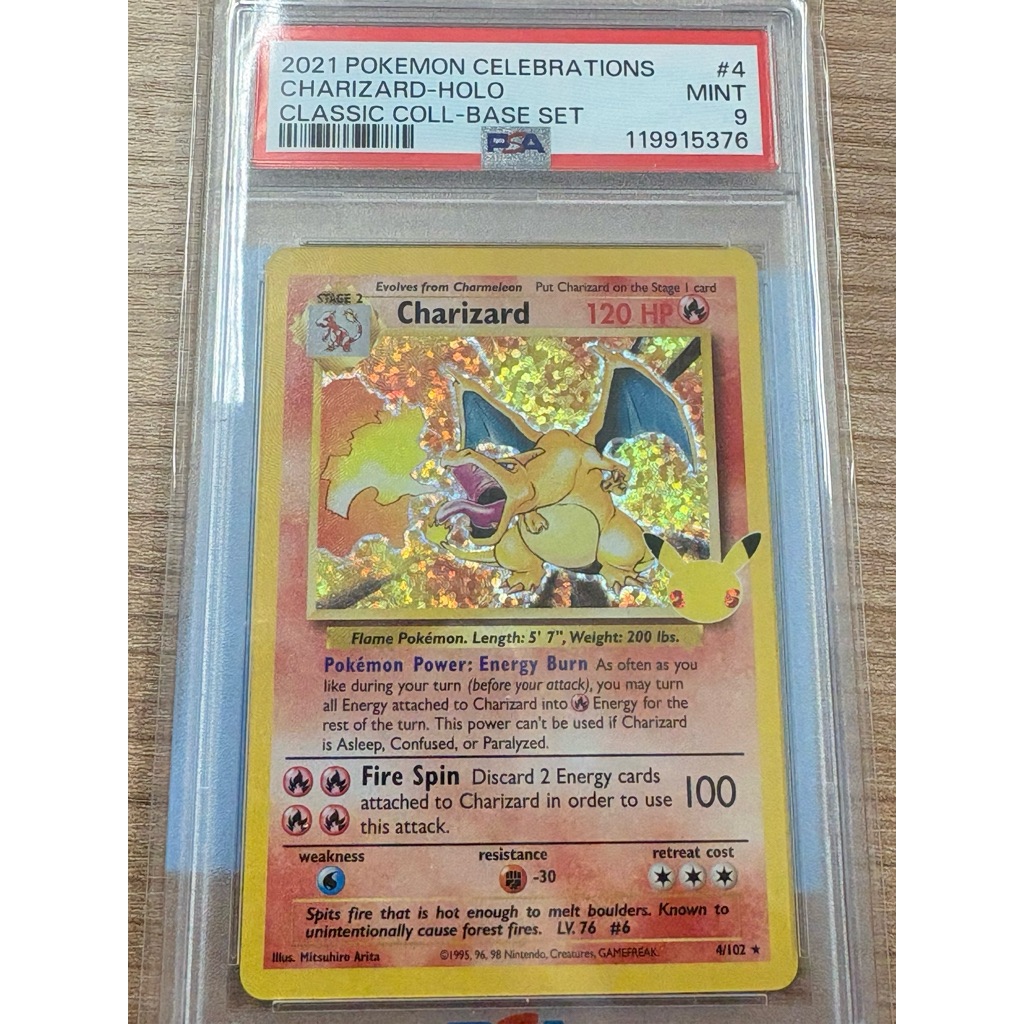 2021 POKEMON CELEBRATIONS #4
CHARIZARD-HOLO MINT
CLASSIC COLL-BASE SET 9
PSA 119915376
Evolves from Charmeleon Put Charizard on the Stage 1 card
STAGE 2
Charizard 120 HP
Flame Pokémon. Length: 5' 7", Weight: 200 lbs.
Pokémon Power: Energy Burn As often as you
like during your turn (before your attack), you may turn
all Energy attached to Charizard into Energy for the
rest of the turn. This power can't be used if Charizard
is Asleep, Confused, or Paralyzed.
Fire Spin Discard 2 Energy cards
attached to Charizard in order to use 100
this attack.
weakness resistance retreat cost
-30
Spits fire that is hot enough to melt boulders. Known to
unintentionally cause forest fires. LV. 76 #6
Illus. Mitsuhiro Arita ©1995, 96, 98 Nintendo, Creatures, GAMEFREAK. 4/102 ★